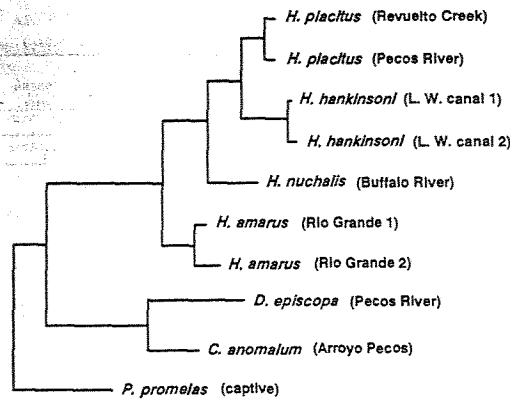 H. placitus (Revuelto Creek)
H. placitus (Pecos River)
H. hankinsoni (L. W. canal 1)
H. hankinsoni (L. W. canal 2)
H. nuchalis (Buffalo River)
H. amarus (Rio Grande 1)
H. amarus (Rio Grande 2)
D. episcopa (Pecos River)
C. anomalum (Arroyo Pecos)
P. promelas (captive)